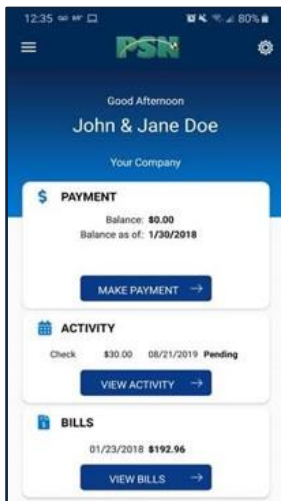 12:35 80%
PSN
Good Afternoon
John & Jane Doe
Your Company
PAYMENT
Balance: $0.00
Balance as of: 1/30/2018
MAKE PAYMENT →
ACTIVITY
Check $30.00 08/21/2019 Pending
VIEW ACTIVITY →
BILLS
01/23/2018 $192.96
VIEW BILLS →